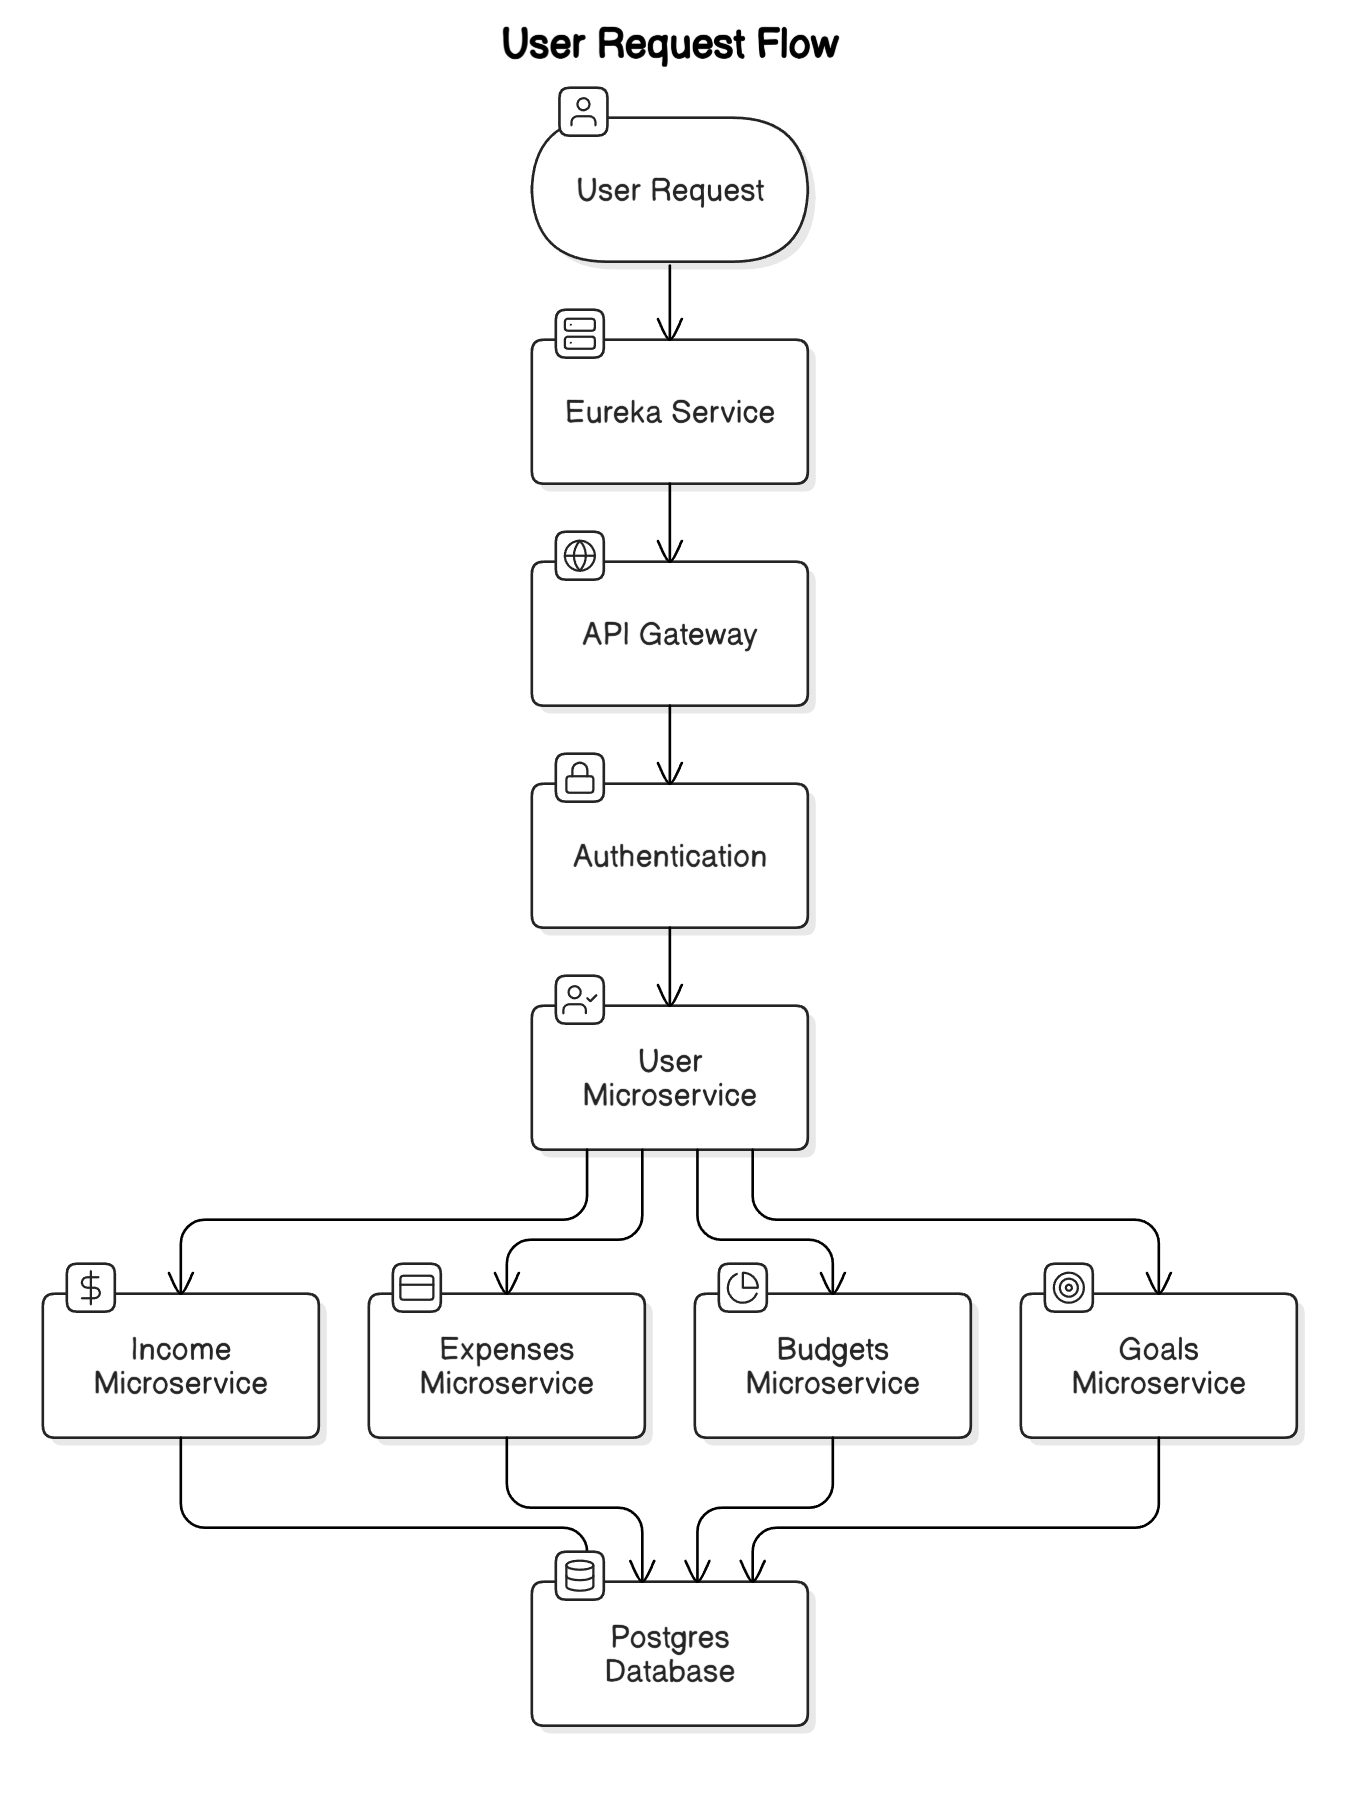 User Request Flow
User Request
Eureka Service
API Gateway
Authentication
User
Microservice
Income
Microservice
Expenses
Microservice
Budgets
Microservice
Goals
Microservice
Postgres
Database